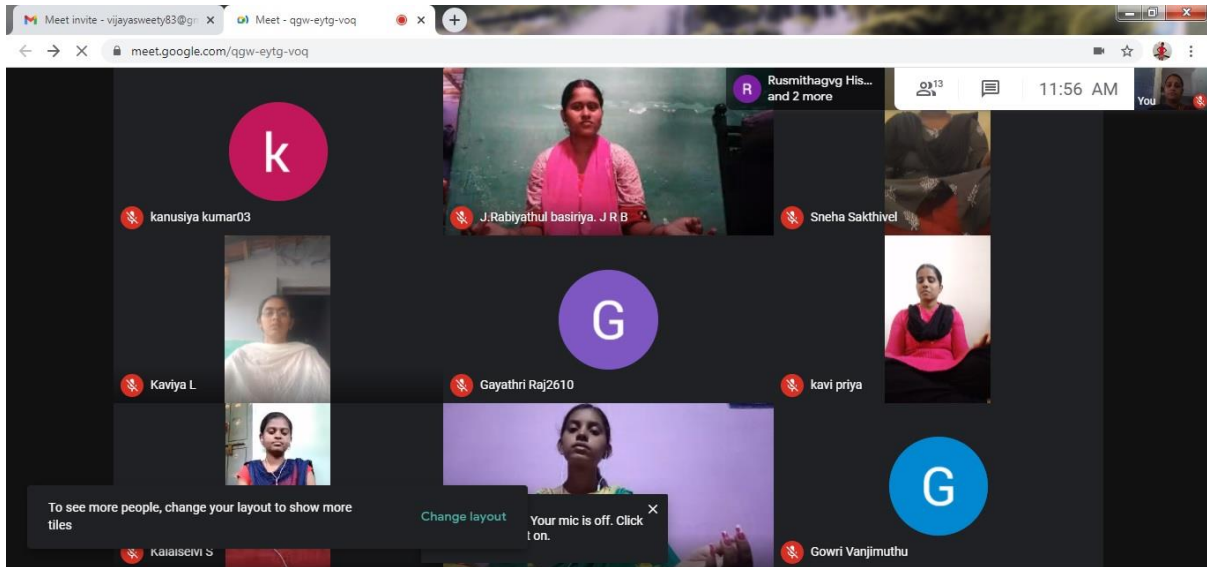 Meet invite - vijayasweety83@gm
Meet - qgw-eytg-voq
meet.google.com/qgw-eytg-voq
R
Rusmithagvg His...
and 2 more
13
11:56 AM
You
k
kanusiya kumar03
J.Rabiyathul basiriya. J R B
Sneha Sakthivel
Kaviya L
G
Gayathri Raj2610
kavi priya
To see more people, change your layout to show more
tiles
Change layout
Your mic is off. Click
t on.
Kalaiselvi S
G
Gowri Vanjimuthu